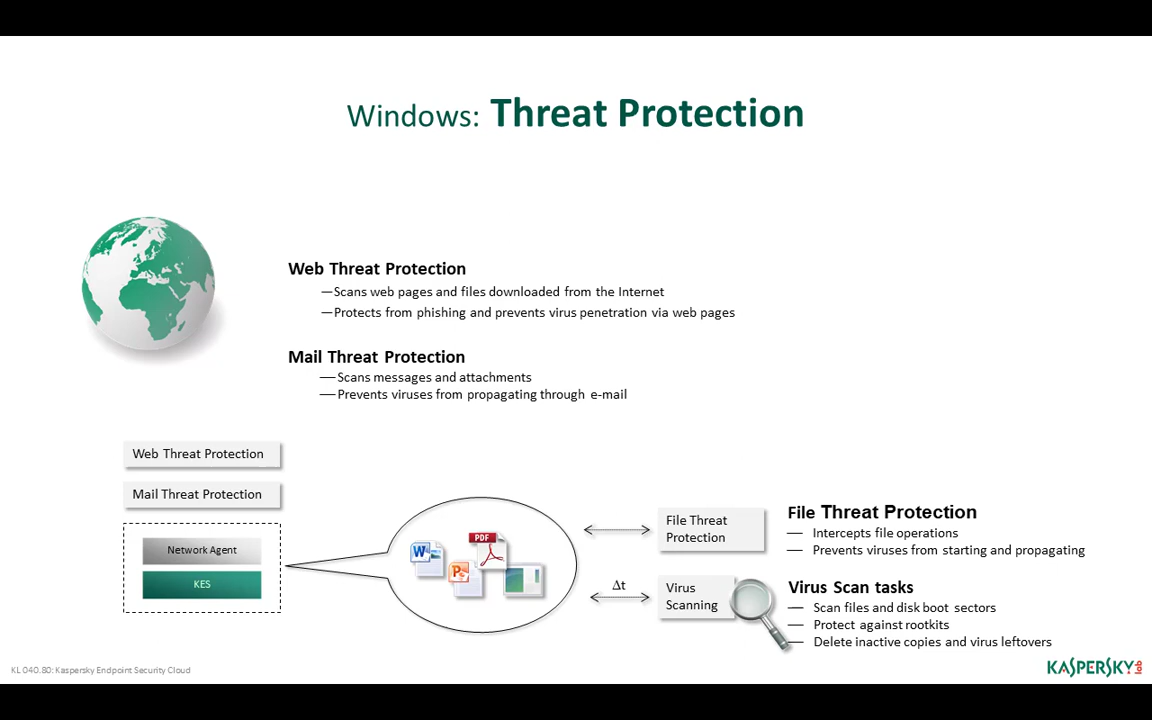 Windows: Threat Protection
Web Threat Protection
—Scans web pages and files downloaded from the Internet
—Protects from phishing and prevents virus penetration via web pages
Mail Threat Protection
—Scans messages and attachments
—Prevents viruses from propagating through e-mail
Web Threat Protection
Mail Threat Protection
Network Agent
KES
W
PDF
P
File Threat
Protection
Δt
Virus
Scanning
File Threat Protection
— Intercepts file operations
— Prevents viruses from starting and propagating
Virus Scan tasks
— Scan files and disk boot sectors
— Protect against rootkits
— Delete inactive copies and virus leftovers
KL 040.80: Kaspersky Endpoint Security Cloud
KASPERSKY lab